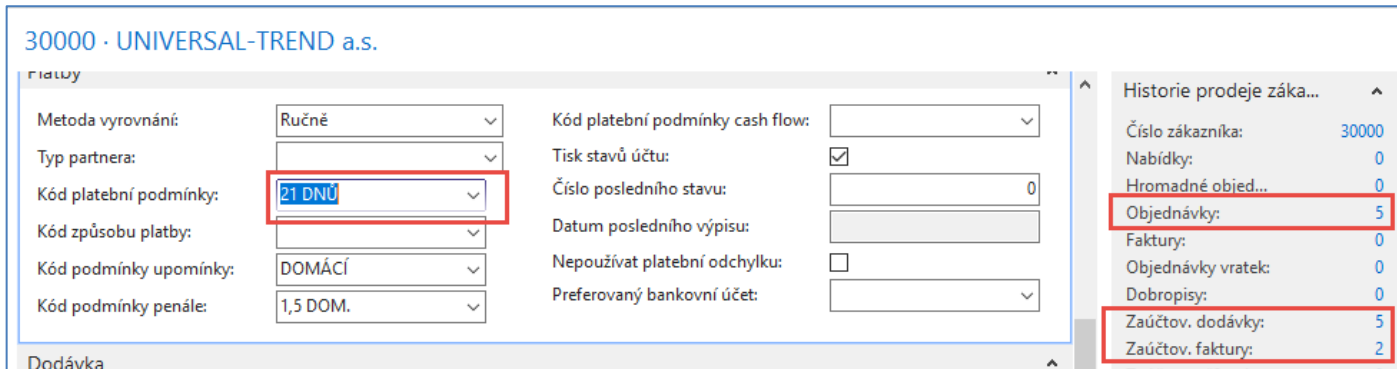 30000 · UNIVERSAL-TREND a.s.
Platby
Metoda vyrovnání: Ručně
Typ partnera:
Kód platební podmínky: 21 DNŮ
Kód způsobu platby:
Kód podmínky upomínky: DOMÁCÍ
Kód podmínky penále: 1,5 DOM.
Kód platební podmínky cash flow:
Tisk stavů účtu:
Číslo posledního stavu: 0
Datum posledního výpisu:
Nepoužívat platební odchylku:
Preferovaný bankovní účet:
Dodávka
Historie prodeje záka...
Číslo zákazníka: 30000
Nabídky: 0
Hromadné objed... 0
Objednávky: 5
Faktury: 0
Objednávky vratek: 0
Dobropisy: 0
Zaúčtov. dodávky: 5
Zaúčtov. faktury: 2